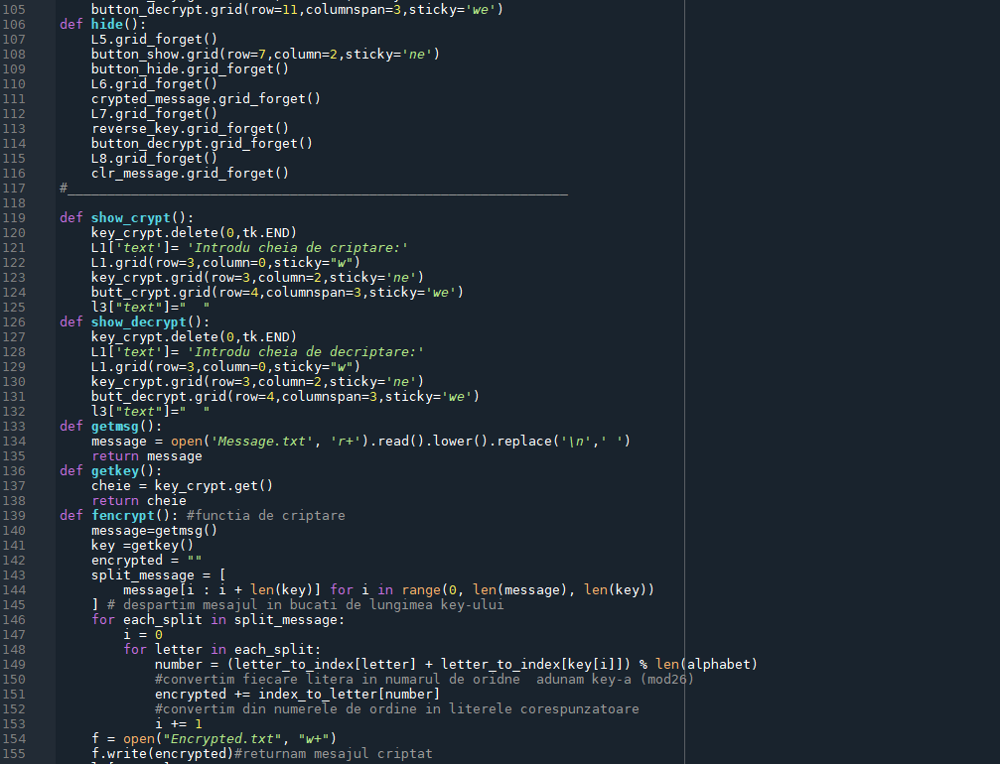 105 button_decrypt.grid(row=11,columnspan=3,sticky='we')
106 def hide():
107 L5.grid_forget()
108 button_show.grid(row=7,column=2,sticky='ne')
109 button_hide.grid_forget()
110 L6.grid_forget()
111 crypted_message.grid_forget()
112 L7.grid_forget()
113 reverse_key.grid_forget()
114 button_decrypt.grid_forget()
115 L8.grid_forget()
116 clr_message.grid_forget()
117 #_______________________________________________________________
118
119 def show_crypt():
120 key_crypt.delete(0,tk.END)
121 L1['text']= 'Introdu cheia de criptare:'
122 L1.grid(row=3,column=0,sticky="w")
123 key_crypt.grid(row=3,column=2,sticky='ne')
124 butt_crypt.grid(row=4,columnspan=3,sticky='we')
125 l3["text"]="  "
126 def show_decrypt():
127 key_crypt.delete(0,tk.END)
128 L1['text']= 'Introdu cheia de decriptare:'
129 L1.grid(row=3,column=0,sticky="w")
130 key_crypt.grid(row=3,column=2,sticky='ne')
131 butt_decrypt.grid(row=4,columnspan=3,sticky='we')
132 l3["text"]="  "
133 def getmsg():
134 message = open('Message.txt', 'r+').read().lower().replace('\n',' ')
135 return message
136 def getkey():
137 cheie = key_crypt.get()
138 return cheie
139 def fencrypt(): #functia de criptare
140 message=getmsg()
141 key =getkey()
142 encrypted = ""
143 split_message = [
144 message[i : i + len(key)] for i in range(0, len(message), len(key))
145 ] # despartim mesajul in bucati de lungimea key-ului
146 for each_split in split_message:
147 i = 0
148 for letter in each_split:
149 number = (letter_to_index[letter] + letter_to_index[key[i]]) % len(alphabet)
150 #convertim fiecare litera in numarul de oridne  adunam key-a (mod26)
151 encrypted += index_to_letter[number]
152 #convertim din numerele de ordine in literele corespunzatoare
153 i += 1
154 f = open("Encrypted.txt", "w+")
155 f.write(encrypted)#returnam mesajul criptat